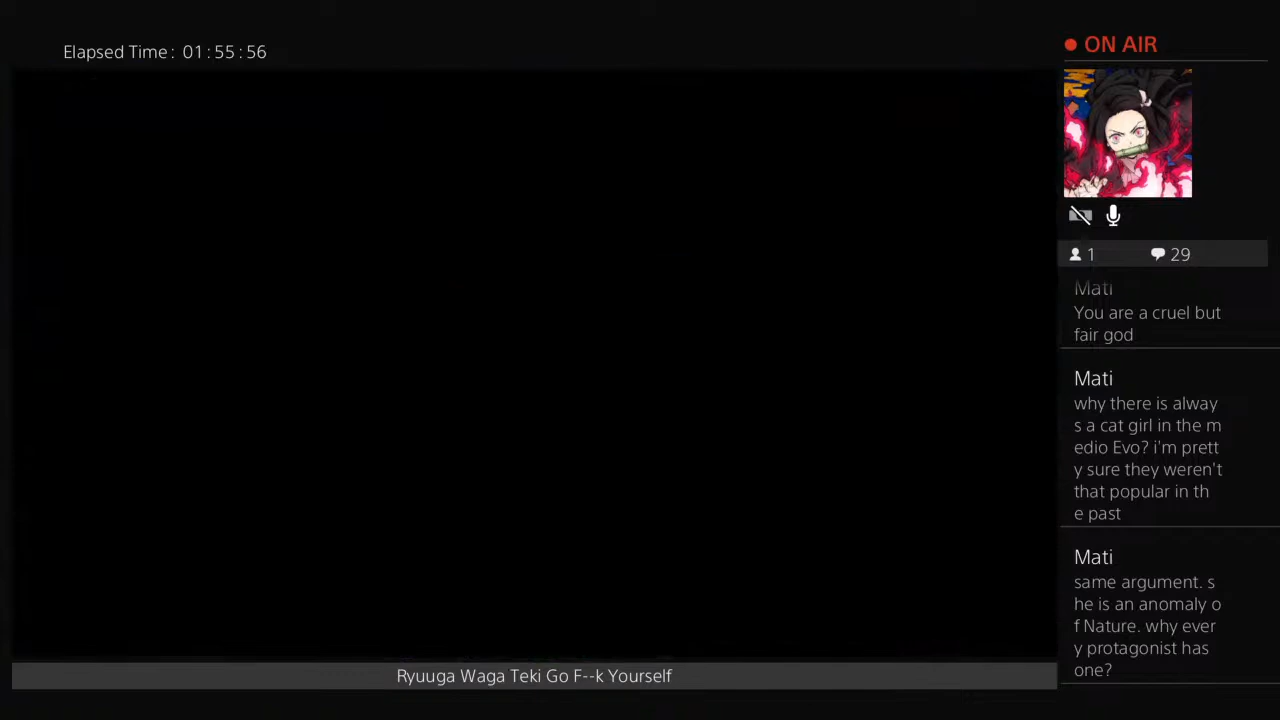 Elapsed Time: 01:55:56
ON AIR
1 29
Mati
You are a cruel but
fair god
Mati
why there is alway
s a cat girl in the m
edio Evo? i'm prett
y sure they weren't
that popular in th
e past
Mati
same argument. s
he is an anomaly o
f Nature. why ever
y protagonist has
one?
Ryuuga Waga Teki Go F--k Yourself